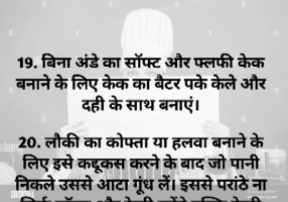 19. बिना अंडे का सॉफ्ट और फ्लफी केक
बनाने के लिए केक का बैटर पके केले और
दही के साथ बनाएं।
20. लौकी का कोफ्ता या हलवा बनाने के
लिए इसे कद्दूकस करने के बाद जो पानी
निकले उससे आटा गूंध लें। इससे परांठे ना